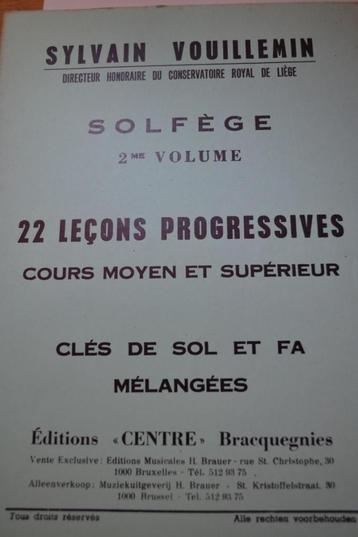 SYLVAIN VOUILLEMIN
DIRECTEUR HONORAIRE DU CONSERVATOIRE ROYAL DE LIÈGE
SOLFÈGE
2ME VOLUME
22 LEÇONS PROGRESSIVES
COURS MOYEN ET SUPÉRIEUR
CLÉS DE SOL ET FA
MÉLANGÉES
Éditions «CENTRE» Bracquegnies
Vente Exclusive: Editions Musicales H. Brauer - rue St. Christophe, 30
1000 Bruxelles - Tél. 512 93 75
Alleenverkoop: Muziekuitgeverij H. Brauer - St. Kristoffelstraat, 30
1000 Brussel - Tel. 512 93 75
Tous droits réservés Alle rechten voorbehouden